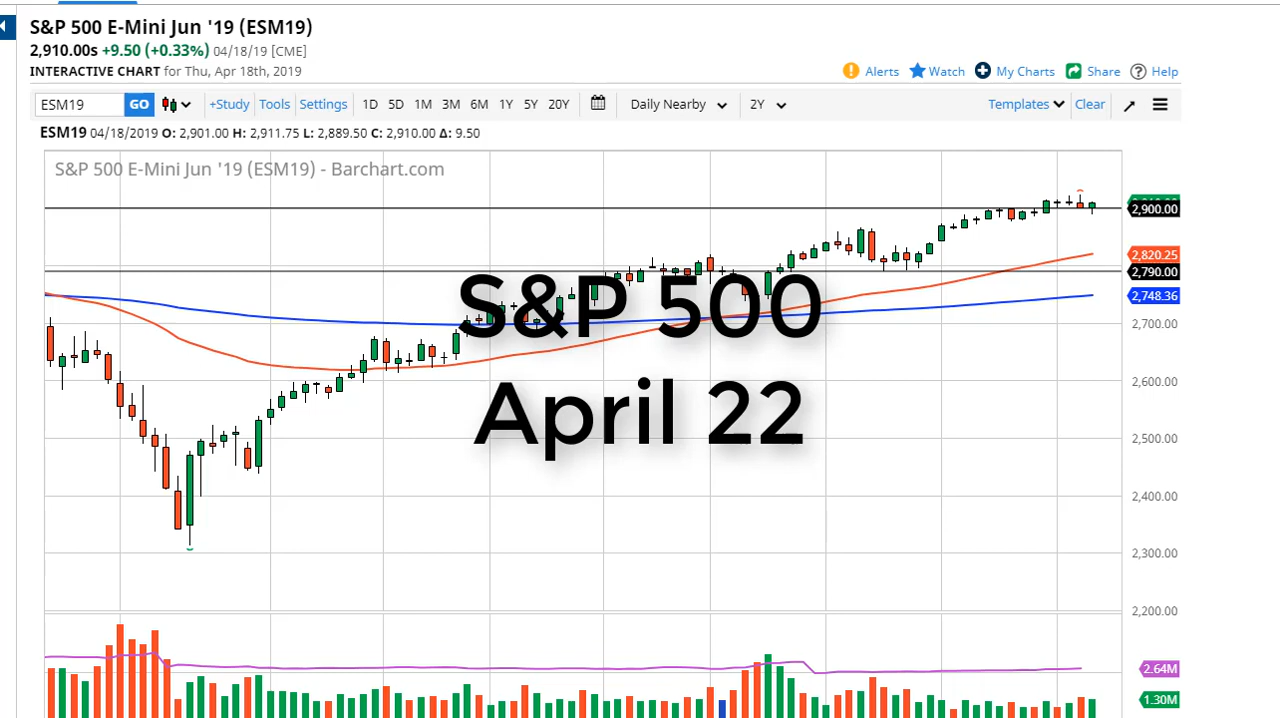 S&P 500 E-Mini Jun '19 (ESM19)
2,910.00s +9.50 (+0.33%) 04/18/19 [CME]
INTERACTIVE CHART for Thu, Apr 18th, 2019
Alerts Watch My Charts Share Help
ESM19 GO +Study Tools Settings 1D 5D 1M 3M 6M 1Y 5Y 20Y Daily Nearby 2Y Templates Clear
ESM19 04/18/2019 O: 2,901.00 H: 2,911.75 L: 2,889.50 C: 2,910.00 Δ: 9.50
S&P 500 E-Mini Jun '19 (ESM19) - Barchart.com
2,900.00
2,820.25
2,790.00
2,748.36
2,700.00
2,600.00
2,500.00
2,400.00
2,300.00
2,200.00
2.64M
1.30M
S&P 500
April 22